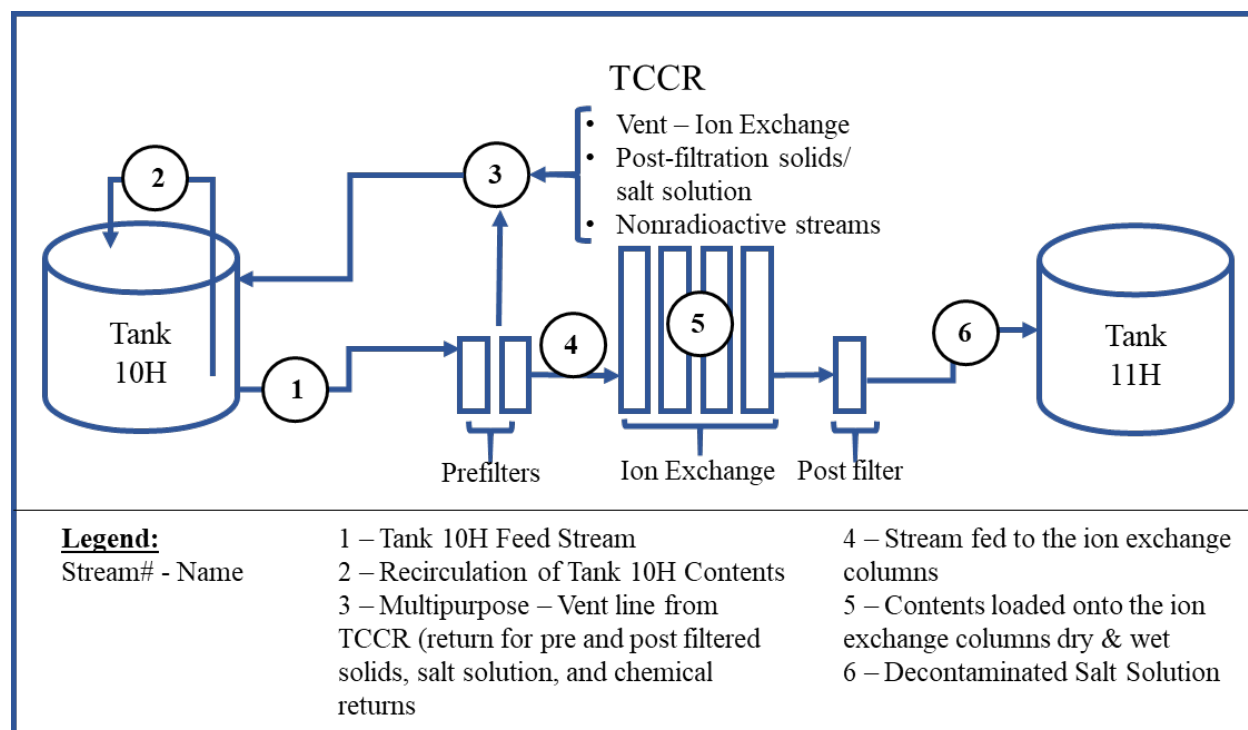 TCCR
• Vent – Ion Exchange
• Post-filtration solids/
salt solution
• Nonradioactive streams
2
3
Tank
10H
1
4
5
6
Tank
11H
Prefilters
Ion Exchange
Post filter
Legend:
Stream# - Name
1 – Tank 10H Feed Stream
2 – Recirculation of Tank 10H Contents
3 – Multipurpose – Vent line from
TCCR (return for pre and post filtered
solids, salt solution, and chemical
returns
4 – Stream fed to the ion exchange
columns
5 – Contents loaded onto the ion
exchange columns dry & wet
6 – Decontaminated Salt Solution